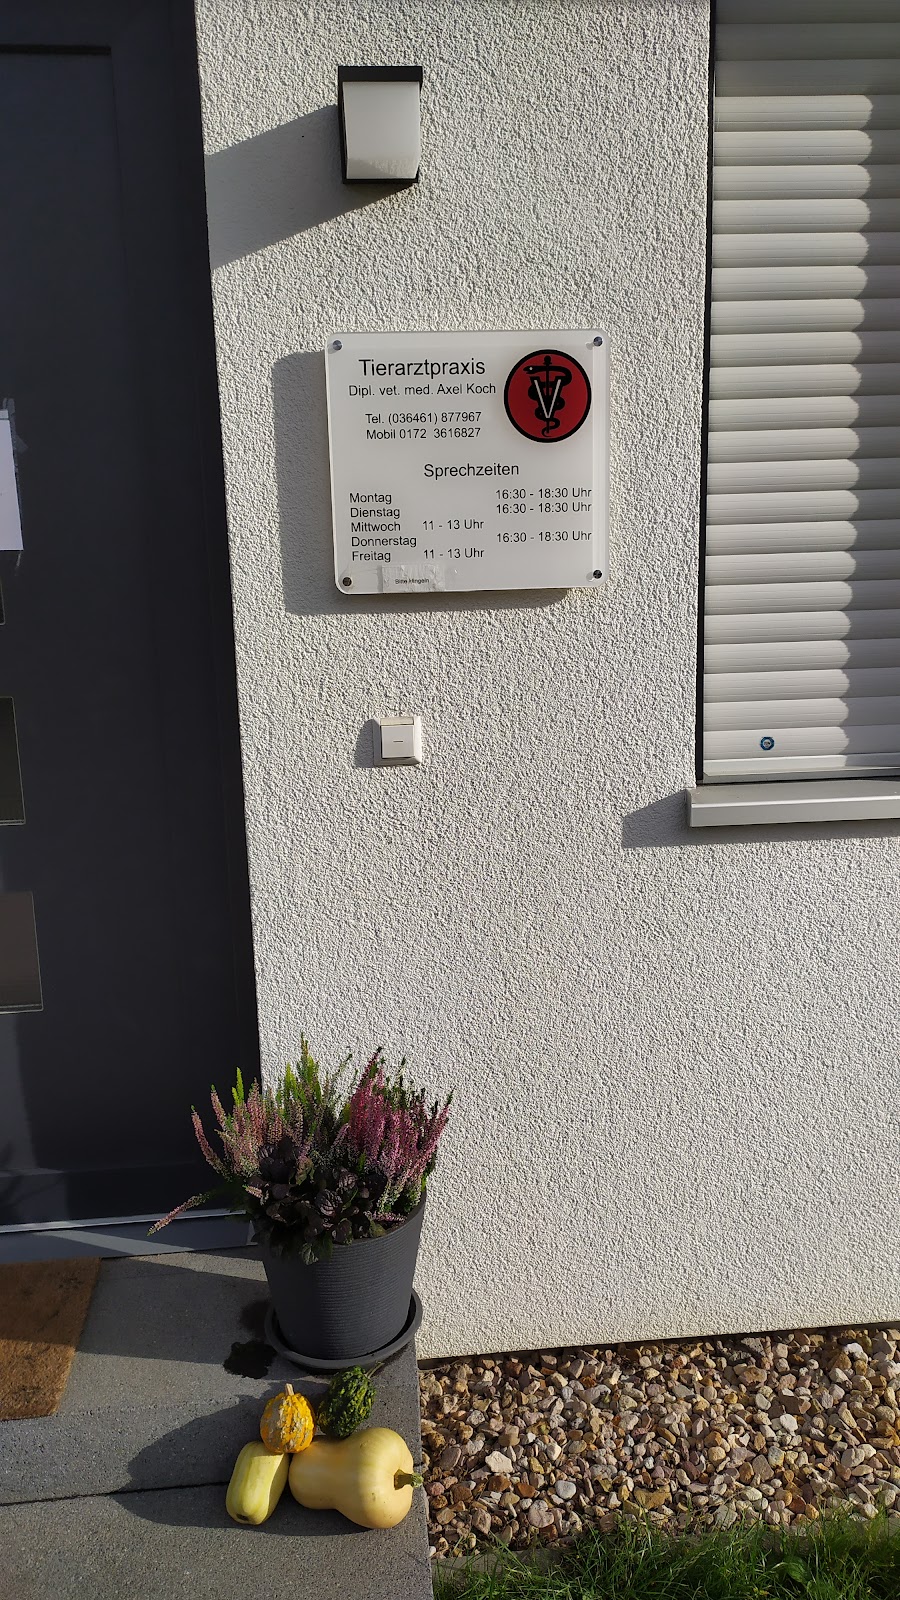 Tierarztpraxis
Dipl. vet. med. Axel Koch
V
Tel. (036461) 877967
Mobil 0172 3616827
Sprechzeiten
Montag 16:30 - 18:30 Uhr
Dienstag 16:30 - 18:30 Uhr
Mittwoch 11 - 13 Uhr
Donnerstag 16:30 - 18:30 Uhr
Freitag 11 - 13 Uhr
Bitte klingeln